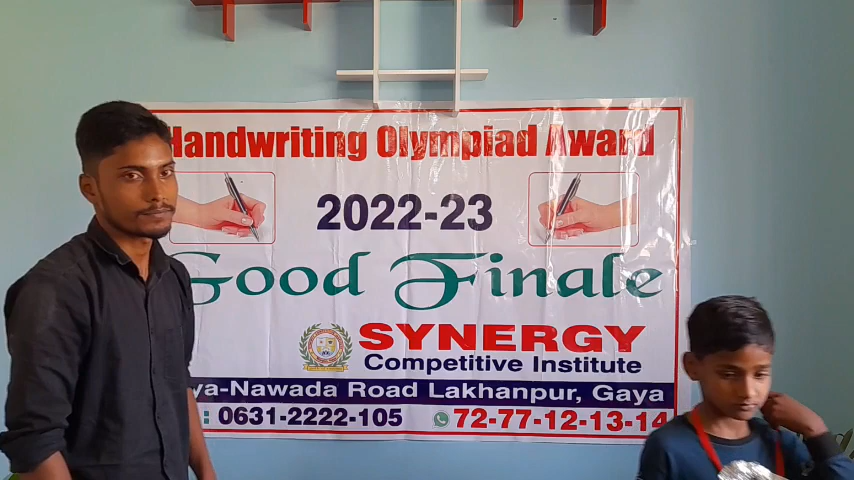 Handwriting Olympiad Award
2022-23
Good Finale
SYNERGY
Competitive Institute
ya-Nawada Road Lakhanpur, Gaya
: 0631-2222-105 72-77-12-13-14